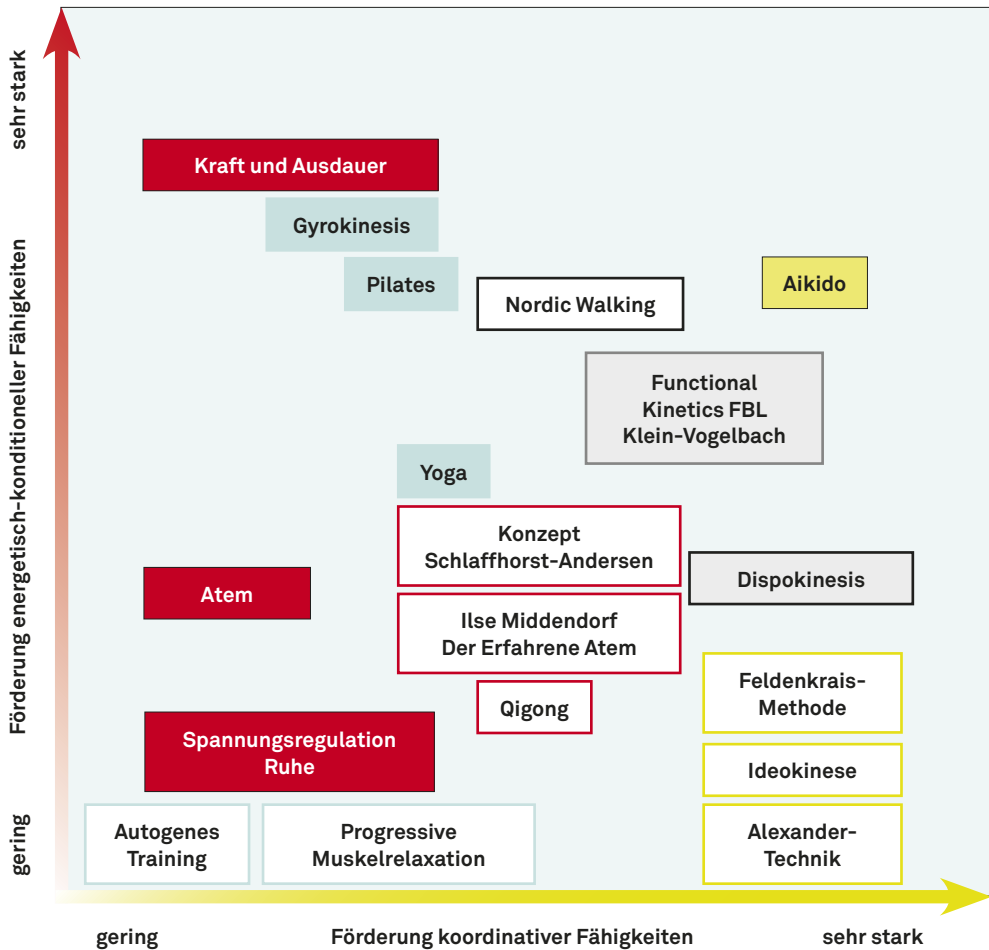 sehr stark
Förderung energetisch-konditioneller Fähigkeiten
gering
Kraft und Ausdauer
Gyrokinesis
Pilates
Nordic Walking
Aikido
Functional
Kinetics FBL
Klein-Vogelbach
Yoga
Konzept
Schlaffhorst-Andersen
Atem
Dispokinesis
Ilse Middendorf
Der Erfahrene Atem
Feldenkrais-
Methode
Qigong
Spannungsregulation
Ruhe
Ideokinese
Autogenes
Training
Progressive
Muskelrelaxation
Alexander-
Technik
gering
Förderung koordinativer Fähigkeiten
sehr stark